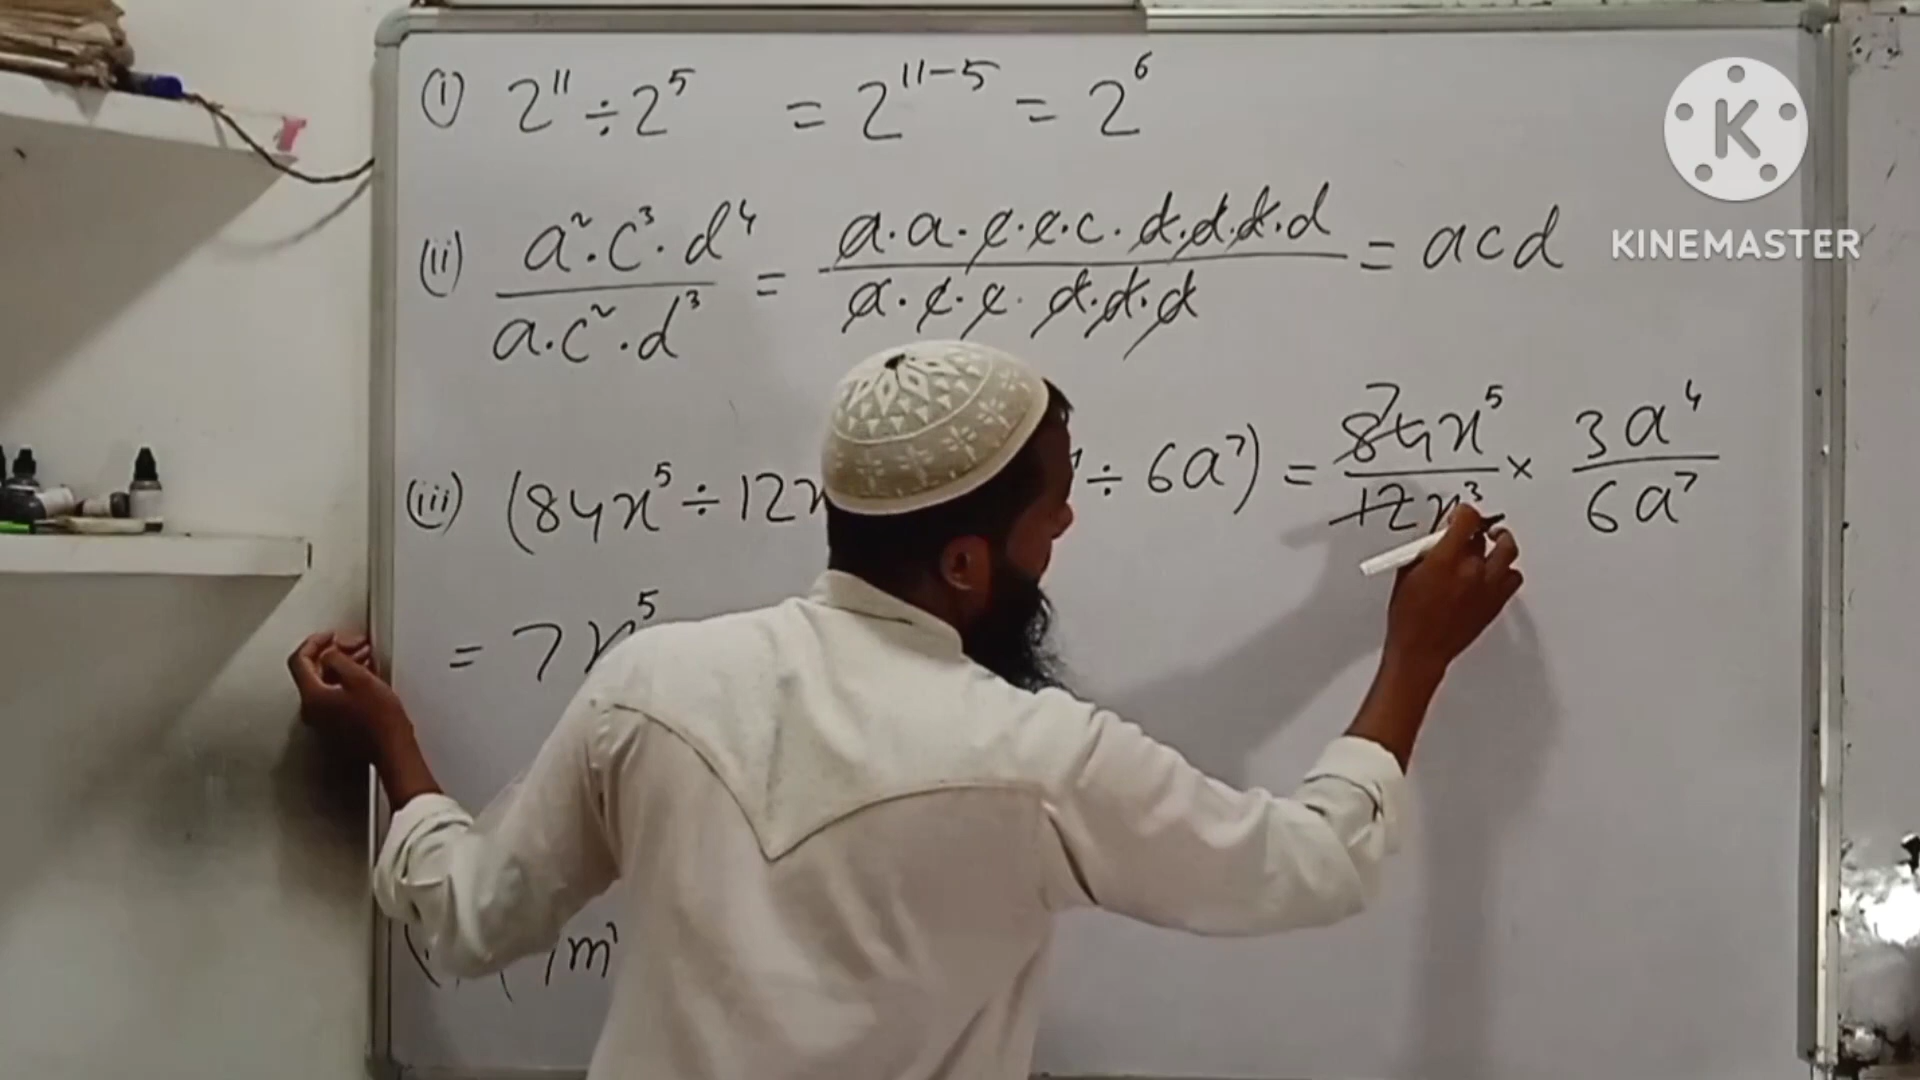 (i) 2¹¹ ÷ 2⁵ = 2¹¹⁻⁵ = 2⁶
K
KINEMASTER
(ii) a²·c³·d⁴ / a·c²·d³ = a·a·c·c·c·d·d·d·d / a·c·c·d·d·d = acd
(iii) (84x⁵ ÷ 12x ÷ 6a⁷) = 84x⁵ / 12x³ × 3a⁴ / 6a⁷
7
= 7x⁵
7m⁷